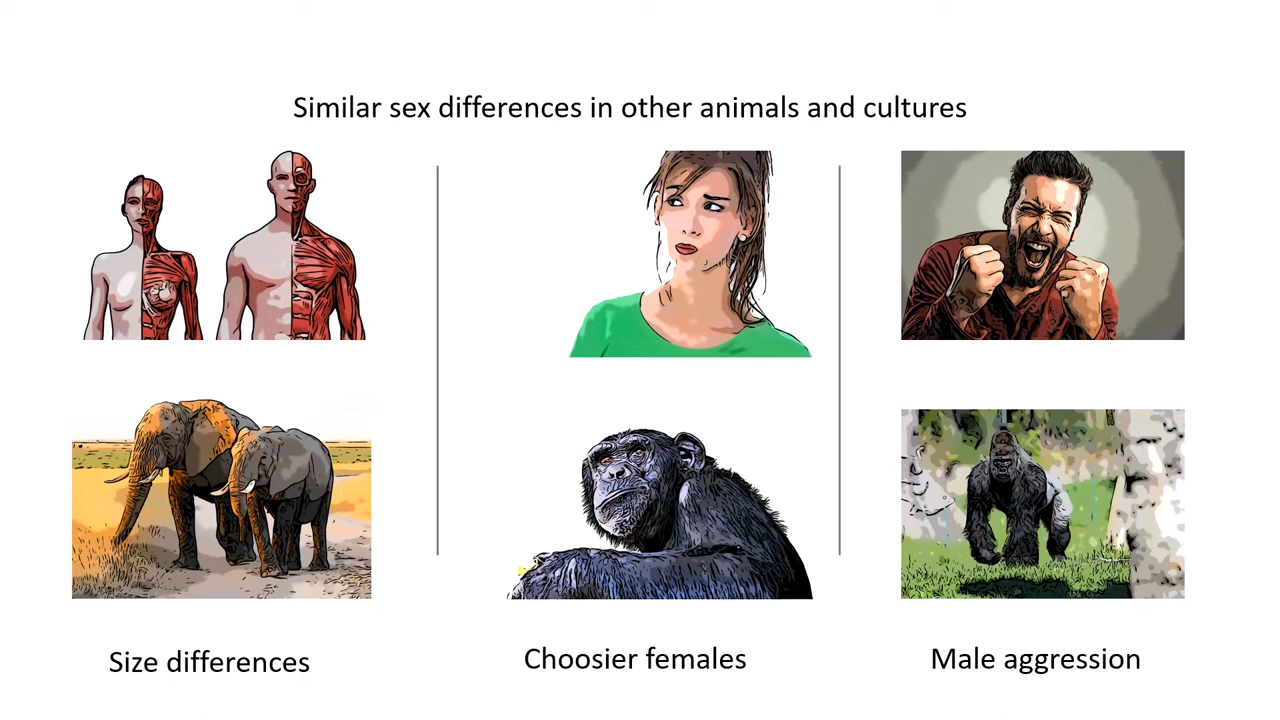 Similar sex differences in other animals and cultures
Size differences
Choosier females
Male aggression